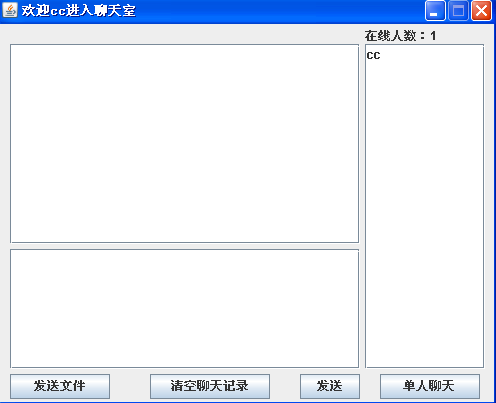 欢迎cc进入聊天室
在线人数：1
cc
发送文件
清空聊天记录
发送
单人聊天